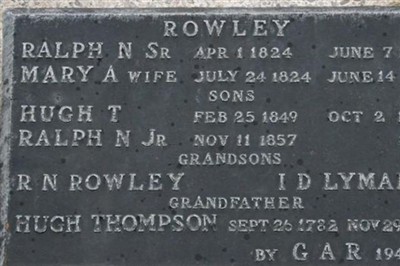 ROWLEY
RALPH N SR APR 1 1824 JUNE 7
MARY A WIFE JULY 24 1824 JUNE 14
SONS
HUGH T FEB 25 1849 OCT 2
RALPH N JR NOV 11 1857
GRANDSONS
R N ROWLEY I D LYMAN
GRANDFATHER
HUGH THOMPSON SEPT 26 1782 NOV 29
BY GAR 194